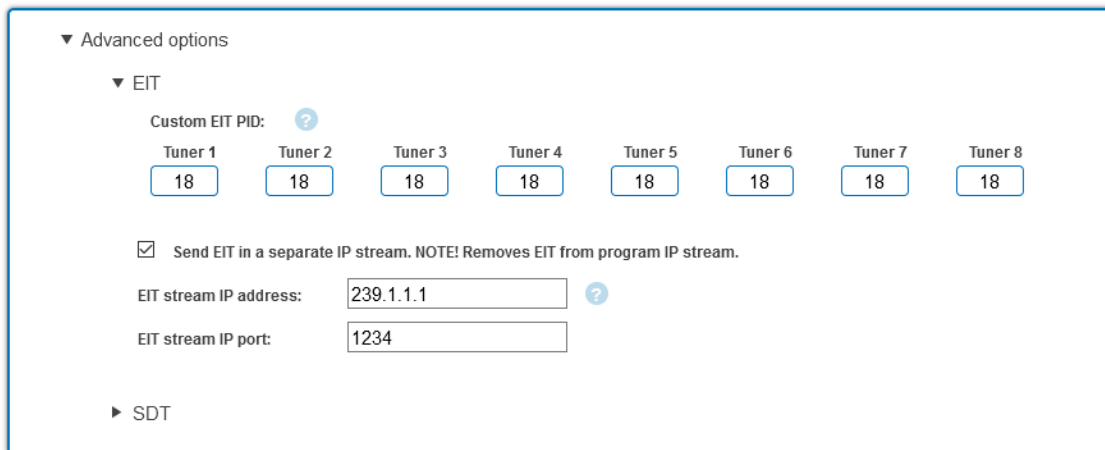 Advanced options
EIT
Custom EIT PID: ?
Tuner 1 Tuner 2 Tuner 3 Tuner 4 Tuner 5 Tuner 6 Tuner 7 Tuner 8
18 18 18 18 18 18 18 18
Send EIT in a separate IP stream. NOTE! Removes EIT from program IP stream.
EIT stream IP address: 239.1.1.1 ?
EIT stream IP port: 1234
SDT